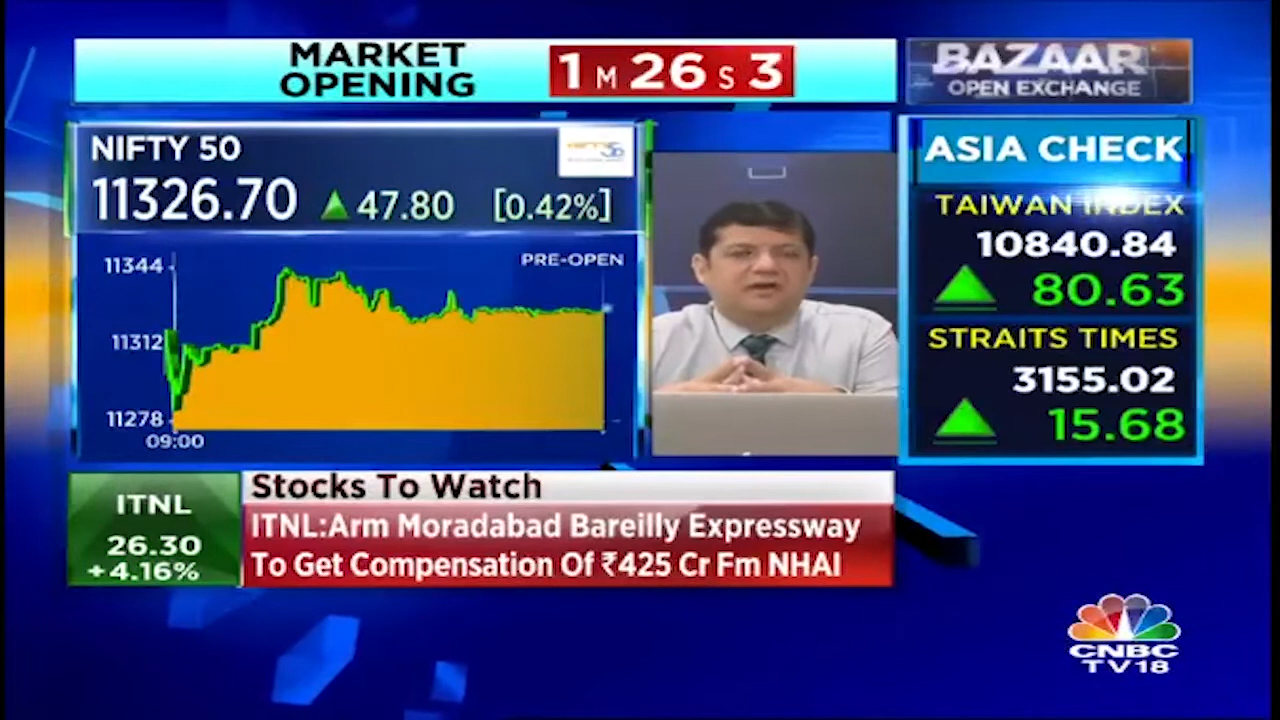 MARKET
OPENING
1 M 26 S 3
BAZAAR
OPEN EXCHANGE
NIFTY 50
11326.70 ▲ 47.80 [0.42%]
PRE-OPEN
11344
11312
11278
09:00
ASIA CHECK
TAIWAN INDEX
10840.84
▲ 80.63
STRAITS TIMES
3155.02
▲ 15.68
ITNL
26.30
+4.16%
Stocks To Watch
ITNL:Arm Moradabad Bareilly Expressway
To Get Compensation Of ₹425 Cr Fm NHAI
CNBC
TV18